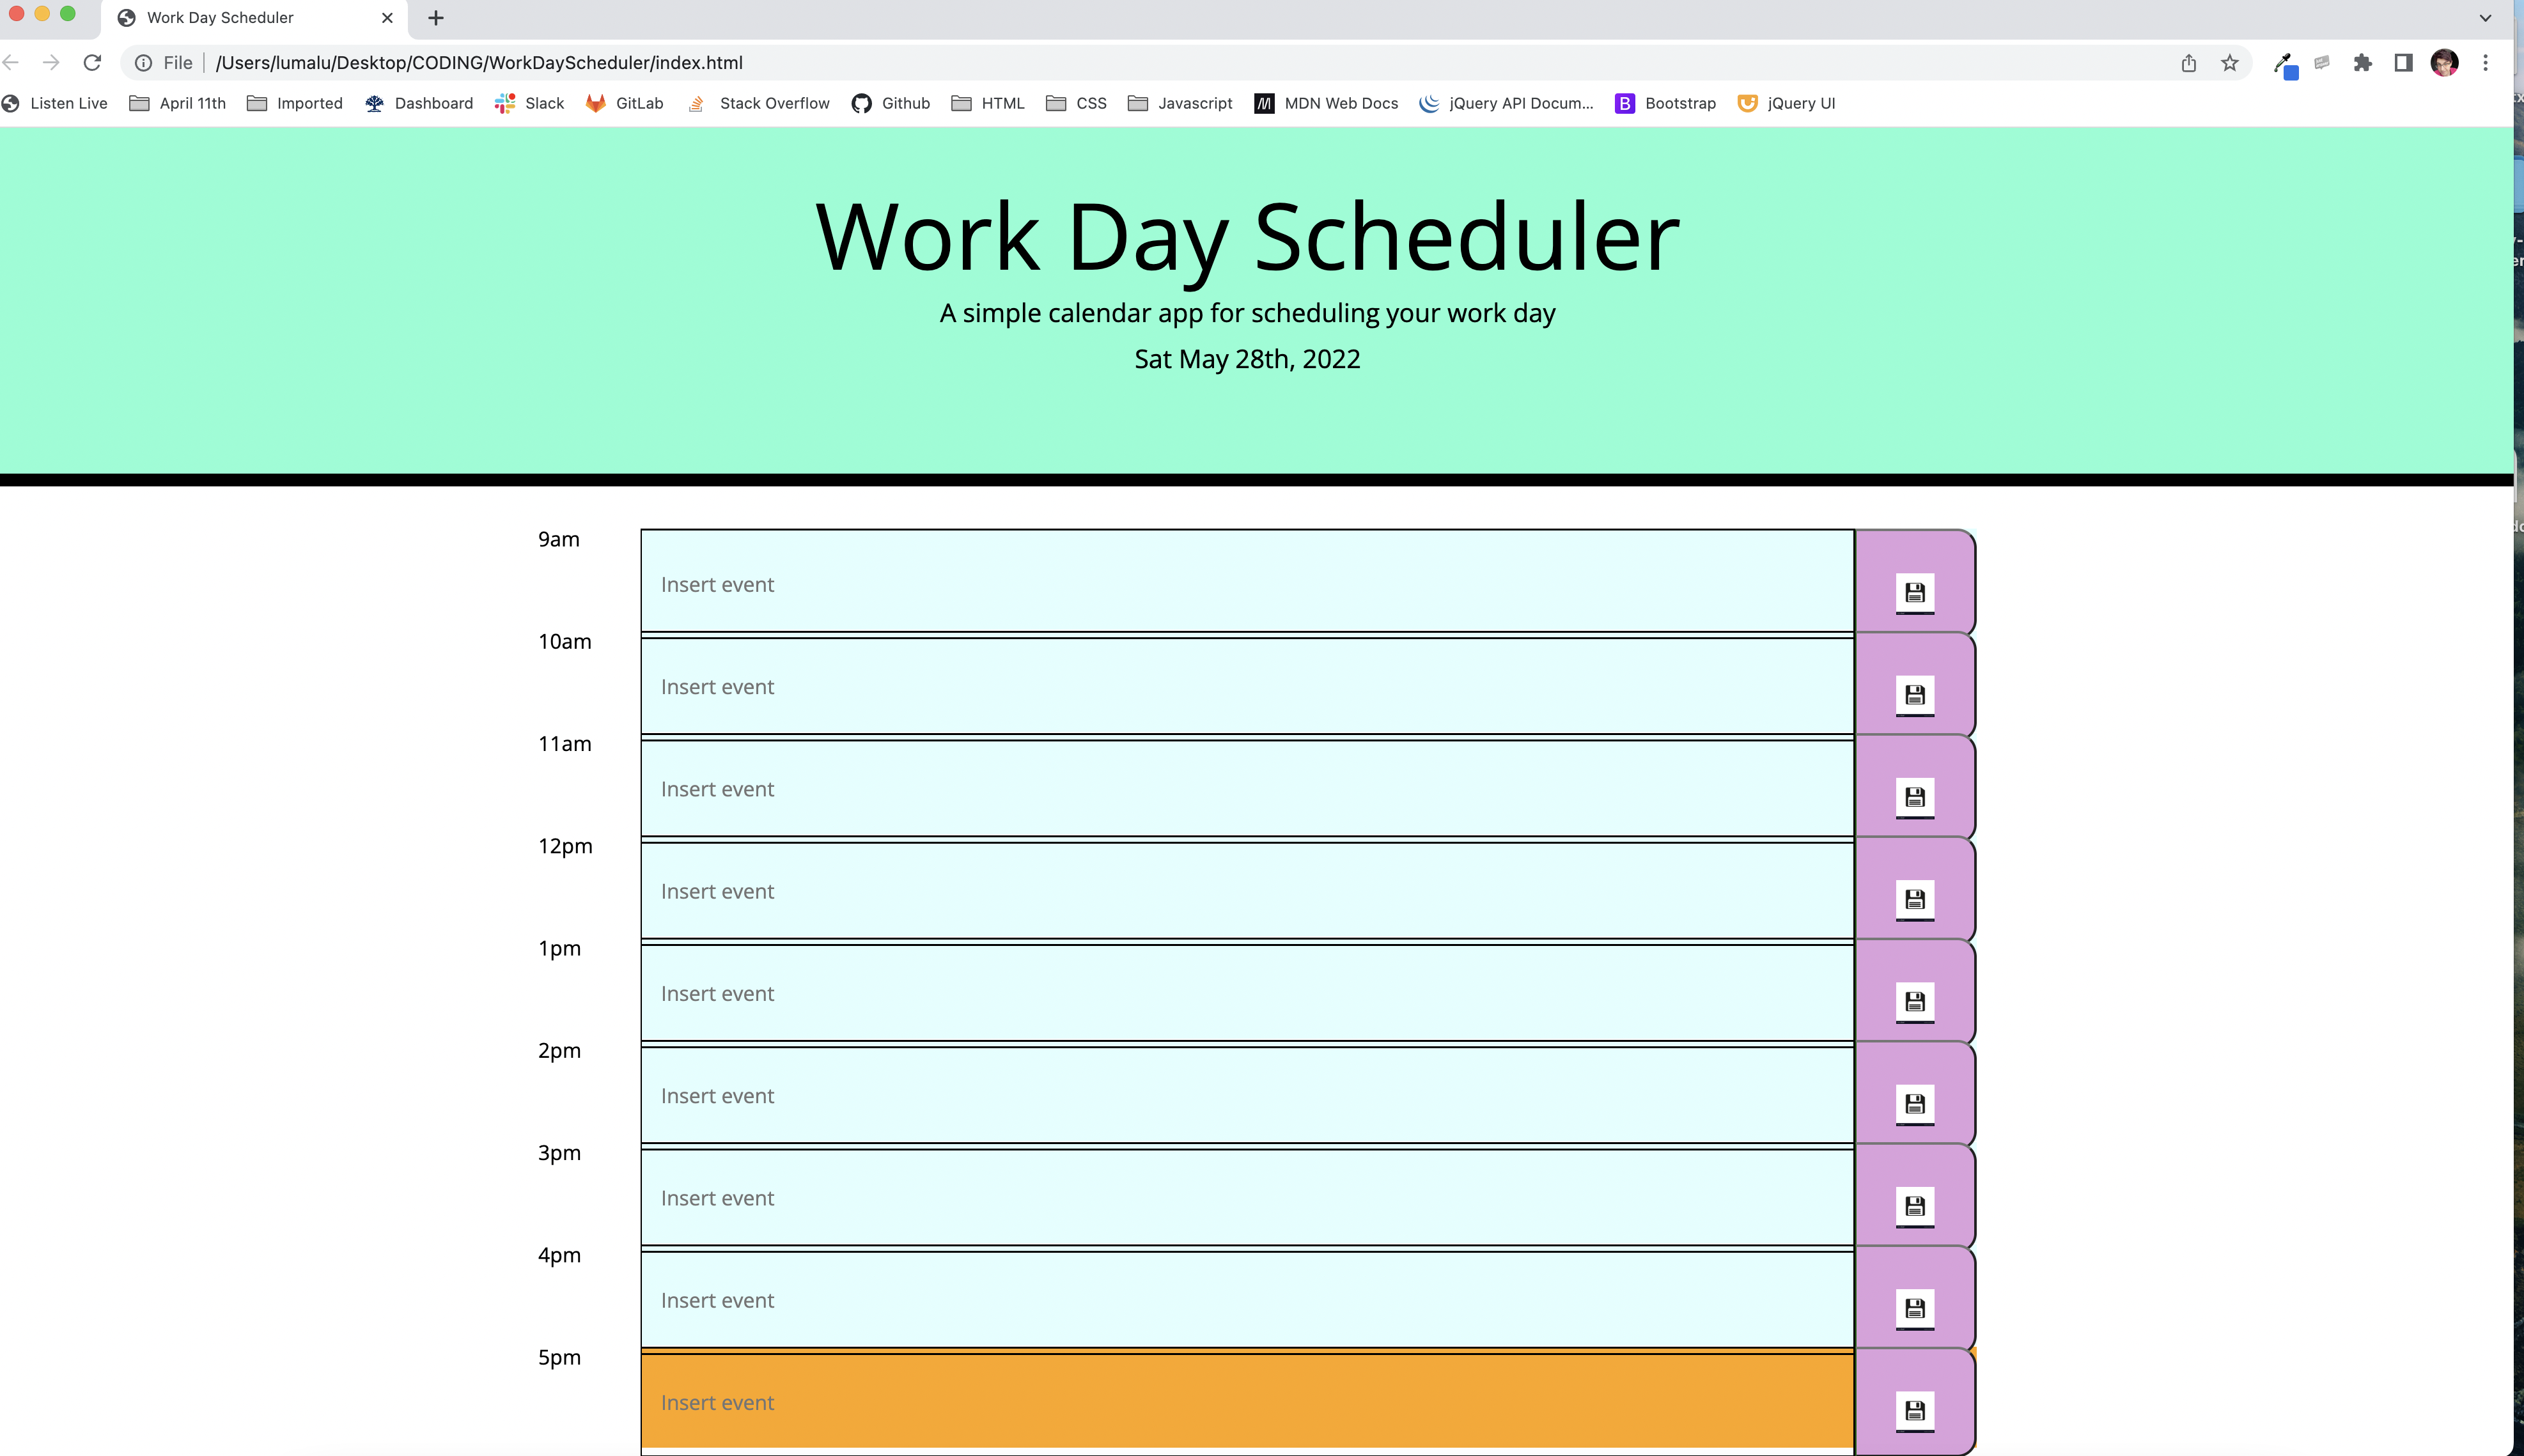 Work Day Scheduler
File /Users/lumalu/Desktop/CODING/WorkDayScheduler/index.html
Listen Live April 11th Imported Dashboard Slack GitLab Stack Overflow Github HTML CSS Javascript MDN Web Docs jQuery API Docum... Bootstrap jQuery UI
Work Day Scheduler
A simple calendar app for scheduling your work day
Sat May 28th, 2022
9am
Insert event
10am
Insert event
11am
Insert event
12pm
Insert event
1pm
Insert event
2pm
Insert event
3pm
Insert event
4pm
Insert event
5pm
Insert event